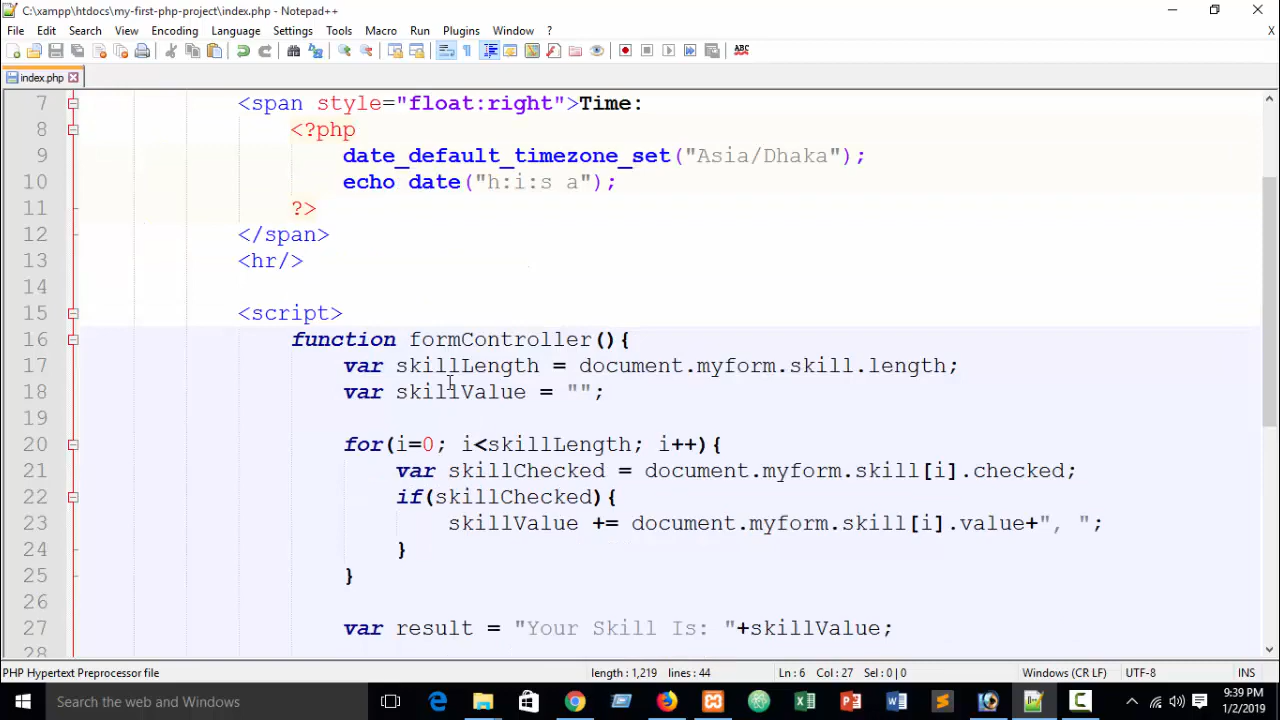 C:\xampp\htdocs\my-first-php-project\index.php - Notepad++
File Edit Search View Encoding Language Settings Tools Macro Run Plugins Window ? X
ABC
index.php
7 <span style="float:right">Time:
8 <?php
9 date_default_timezone_set("Asia/Dhaka");
10 echo date("h:i:s a");
11 ?>
12 </span>
13 <hr/>
14
15 <script>
16 function formController(){
17 var skillLength = document.myform.skill.length;
18 var skillValue = "";
19
20 for(i=0; i<skillLength; i++){
21 var skillChecked = document.myform.skill[i].checked;
22 if(skillChecked){
23 skillValue += document.myform.skill[i].value+", ";
24 }
25 }
26
27 var result = "Your Skill Is: "+skillValue;
28
PHP Hypertext Preprocessor file length : 1,219 lines : 44 Ln : 6 Col : 27 Sel : 0 | 0 Windows (CR LF) UTF-8 INS
Search the web and Windows
9:39 PM
1/2/2019